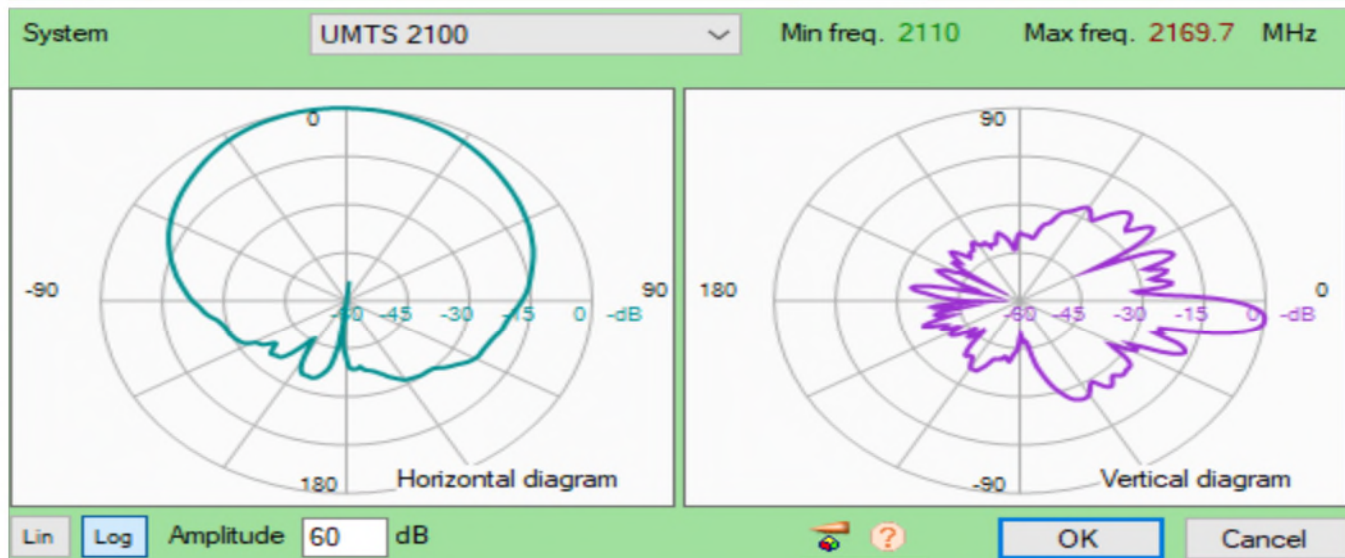 System UMTS 2100 Min freq. 2110 Max freq. 2169.7 MHz
0
-90 90
-60 -45 -30 -15 0 -dB
180 Horizontal diagram
90
180 0
-60 -45 -30 -15 0 -dB
-90 Vertical diagram
Lin Log Amplitude 60 dB ? OK Cancel